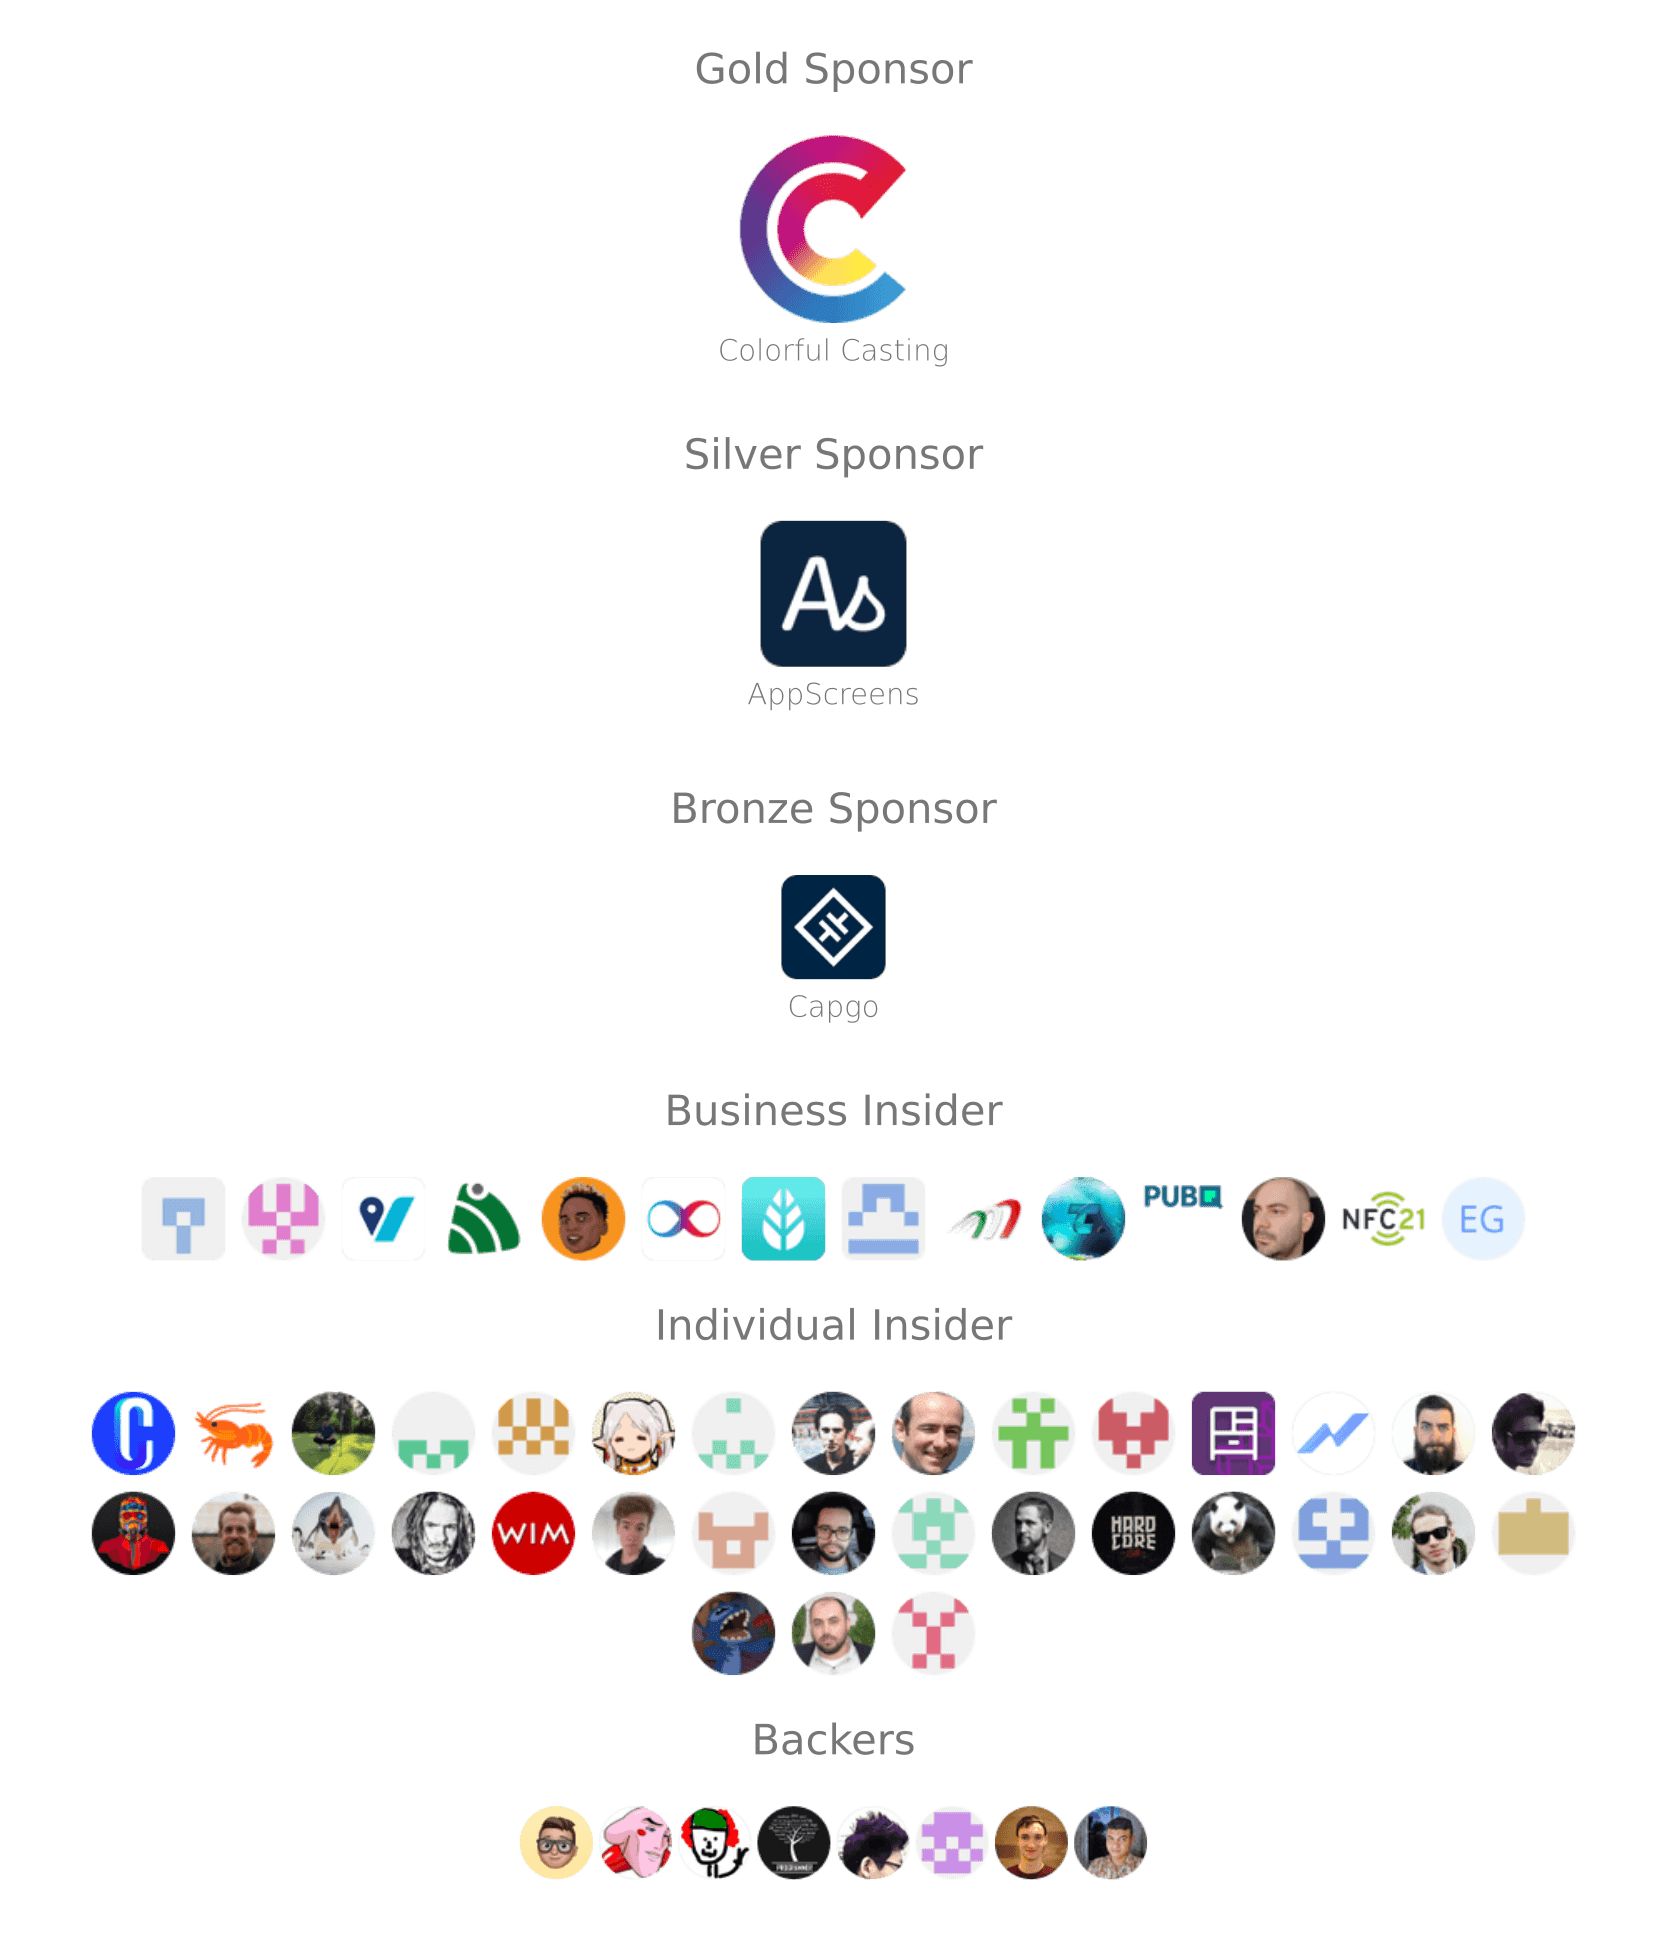 Gold Sponsor
Colorful Casting
Silver Sponsor
As
AppScreens
Bronze Sponsor
Capgo
Business Insider
PUBQ
NFC21
EG
Individual Insider
WIM
HARD
CORE
Backers